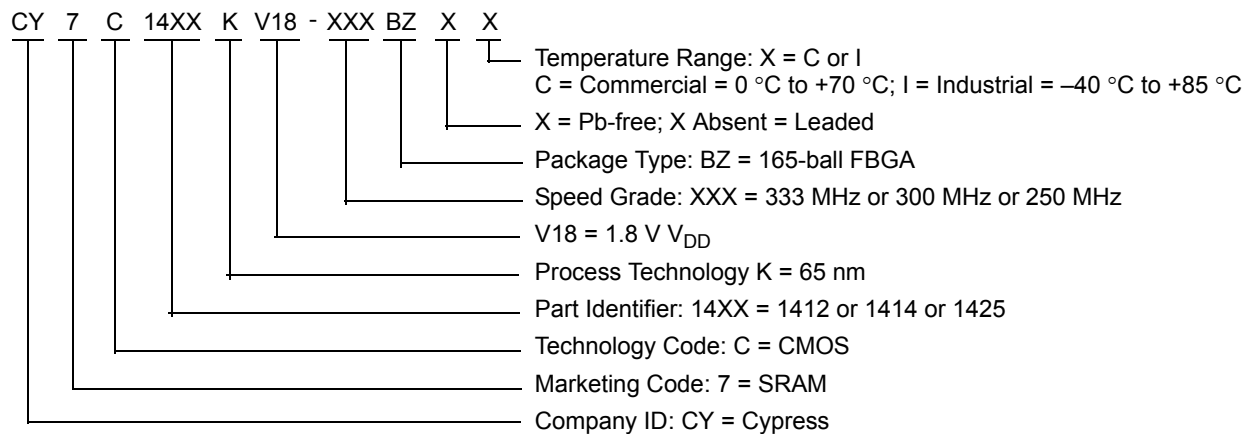 CY 7 C 14XX K V18 - XXX BZ X X
Temperature Range: X = C or I
C = Commercial = 0 °C to +70 °C; I = Industrial = –40 °C to +85 °C
X = Pb-free; X Absent = Leaded
Package Type: BZ = 165-ball FBGA
Speed Grade: XXX = 333 MHz or 300 MHz or 250 MHz
V18 = 1.8 V VDD
Process Technology K = 65 nm
Part Identifier: 14XX = 1412 or 1414 or 1425
Technology Code: C = CMOS
Marketing Code: 7 = SRAM
Company ID: CY = Cypress